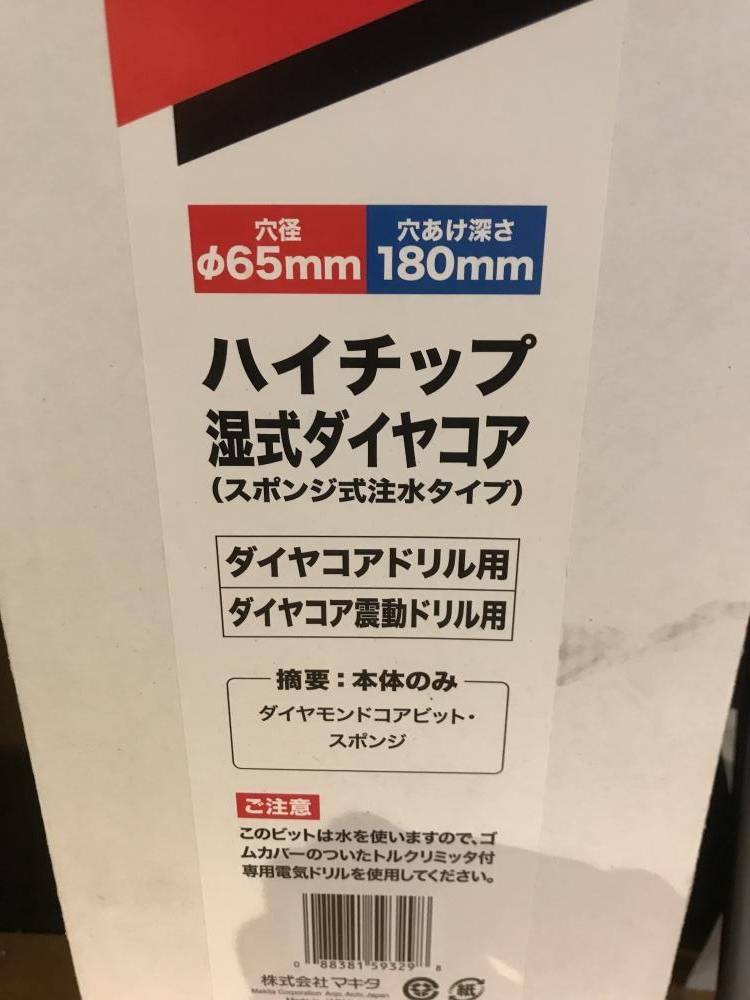 穴径
φ65mm
穴あけ深さ
180mm
ハイチップ
湿式ダイヤコア
(スポンジ式注水タイプ)
ダイヤコアドリル用
ダイヤコア震動ドリル用
摘要：本体のみ
ダイヤモンドコアビット・
スポンジ
ご注意
このビットは水を使いますので、ゴ
ムカバーのついたトルクリミッタ付
専用電気ドリルを使用してください。
0 88381 59329 8
株式会社マキタ
Makita Corporation Anjo, Aichi, Japan
紙